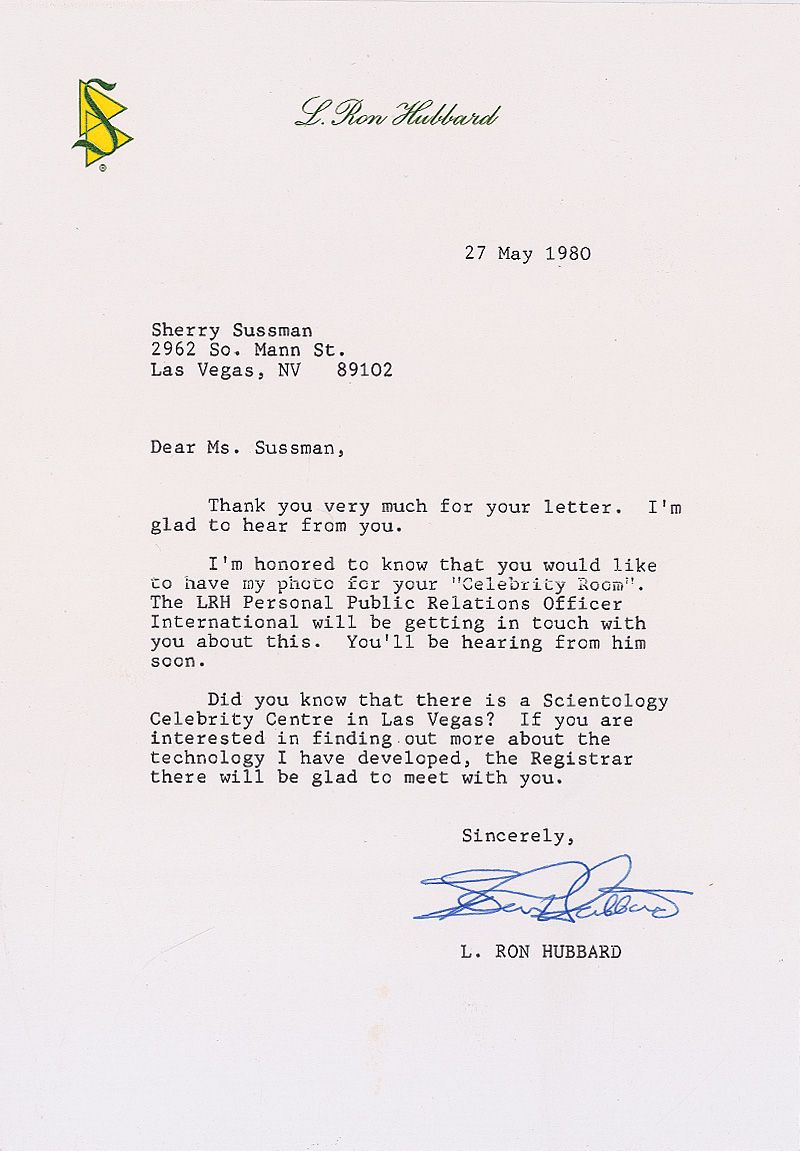 S
®
L. Ron Hubbard
27 May 1980
Sherry Sussman
2962 So. Mann St.
Las Vegas, NV   89102
Dear Ms. Sussman,
Thank you very much for your letter.  I'm
glad to hear from you.
I'm honored to know that you would like
to have my photo for your "Celebrity Room".
The LRH Personal Public Relations Officer
International will be getting in touch with
you about this.  You'll be hearing from him
soon.
Did you know that there is a Scientology
Celebrity Centre in Las Vegas?  If you are
interested in finding out more about the
technology I have developed, the Registrar
there will be glad to meet with you.
Sincerely,
L. RON HUBBARD